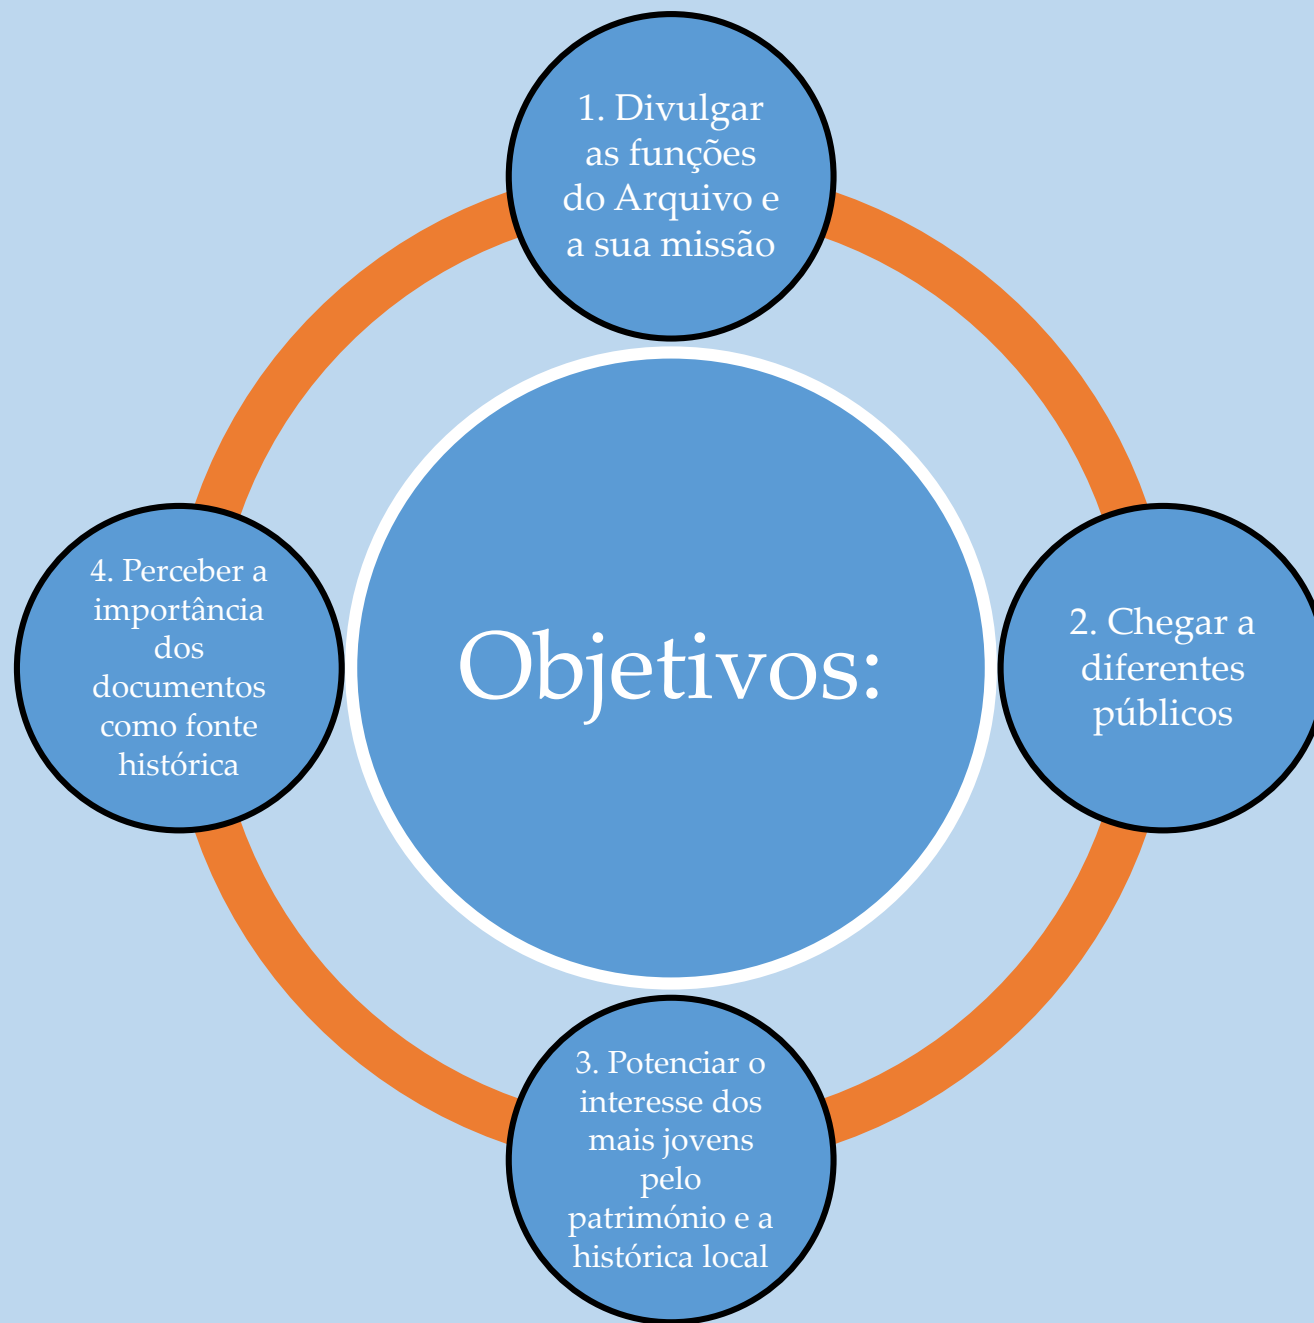 1. Divulgar
as funções
do Arquivo e
a sua missão
Objetivos:
2. Chegar a
diferentes
públicos
3. Potenciar o
interesse dos
mais jovens
pelo
património e a
histórica local
4. Perceber a
importância
dos
documentos
como fonte
histórica